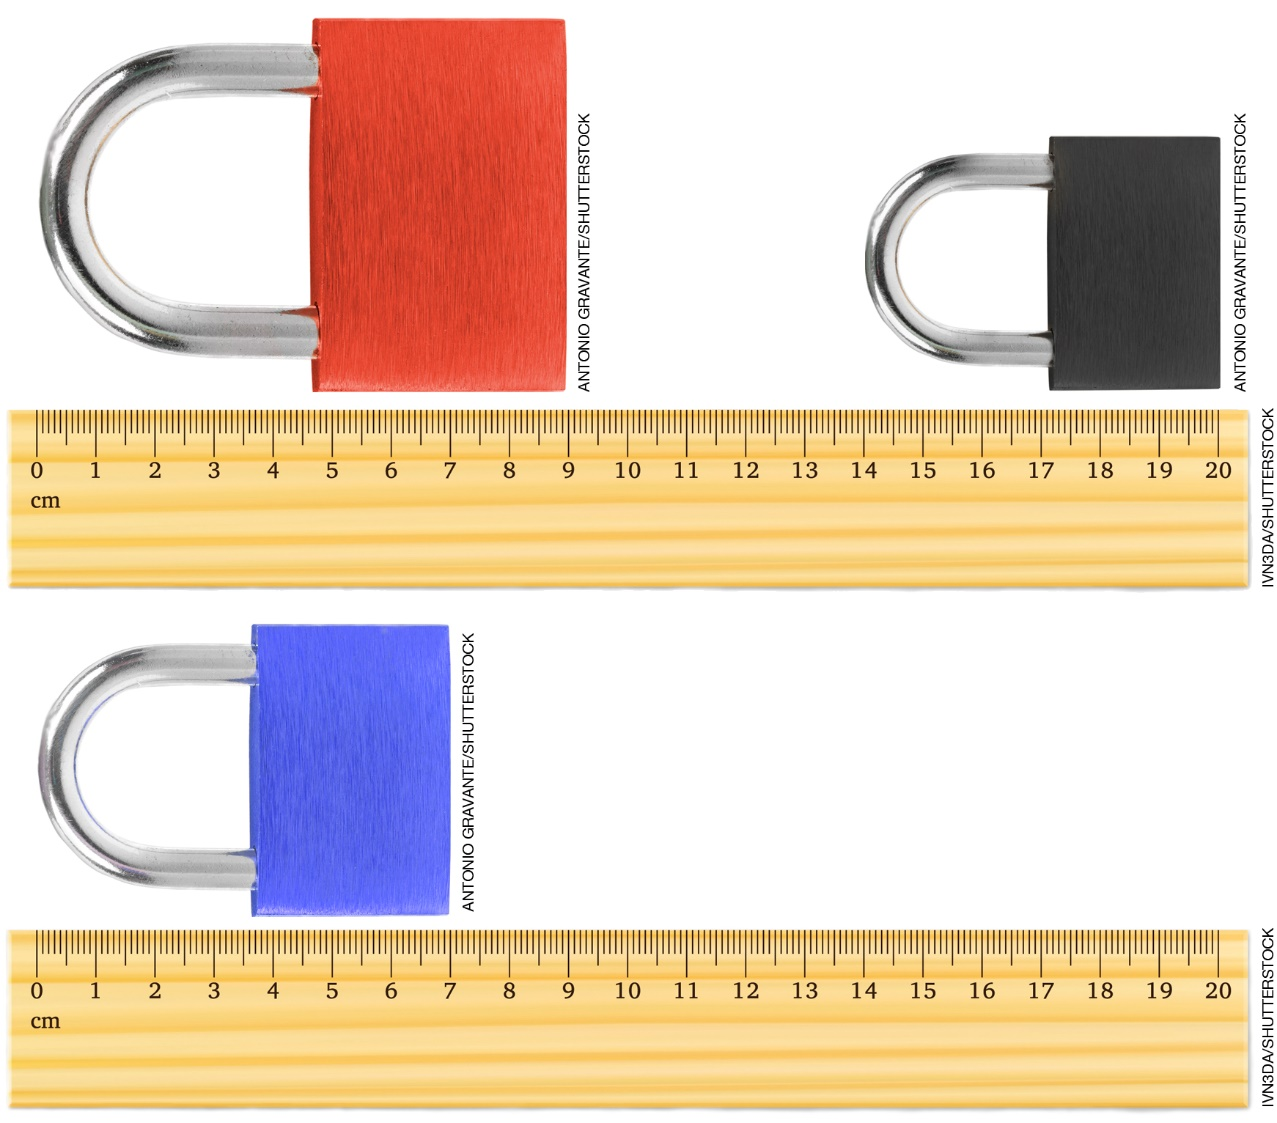 ANTONIO GRAVANTE/SHUTTERSTOCK
ANTONIO GRAVANTE/SHUTTERSTOCK
0 1 2 3 4 5 6 7 8 9 10 11 12 13 14 15 16 17 18 19 20
cm
IVN3DA/SHUTTERSTOCK
ANTONIO GRAVANTE/SHUTTERSTOCK
0 1 2 3 4 5 6 7 8 9 10 11 12 13 14 15 16 17 18 19 20
cm
IVN3DA/SHUTTERSTOCK